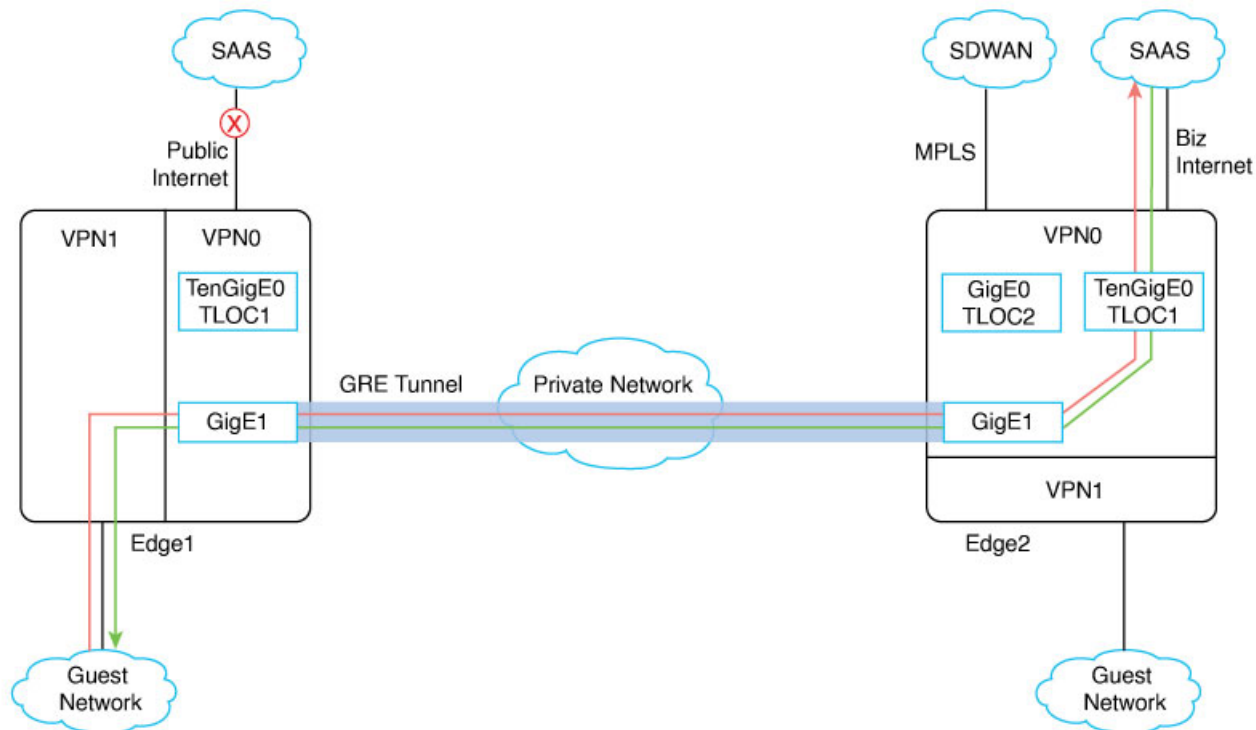 SAAS
SDWAN
SAAS
X
Public
Internet
MPLS
Biz
Internet
VPN1
VPN0
VPN0
TenGigE0
TLOC1
GigE0
TLOC2
TenGigE0
TLOC1
GRE Tunnel
Private Network
GigE1
GigE1
VPN1
Edge1
Edge2
Guest
Network
Guest
Network